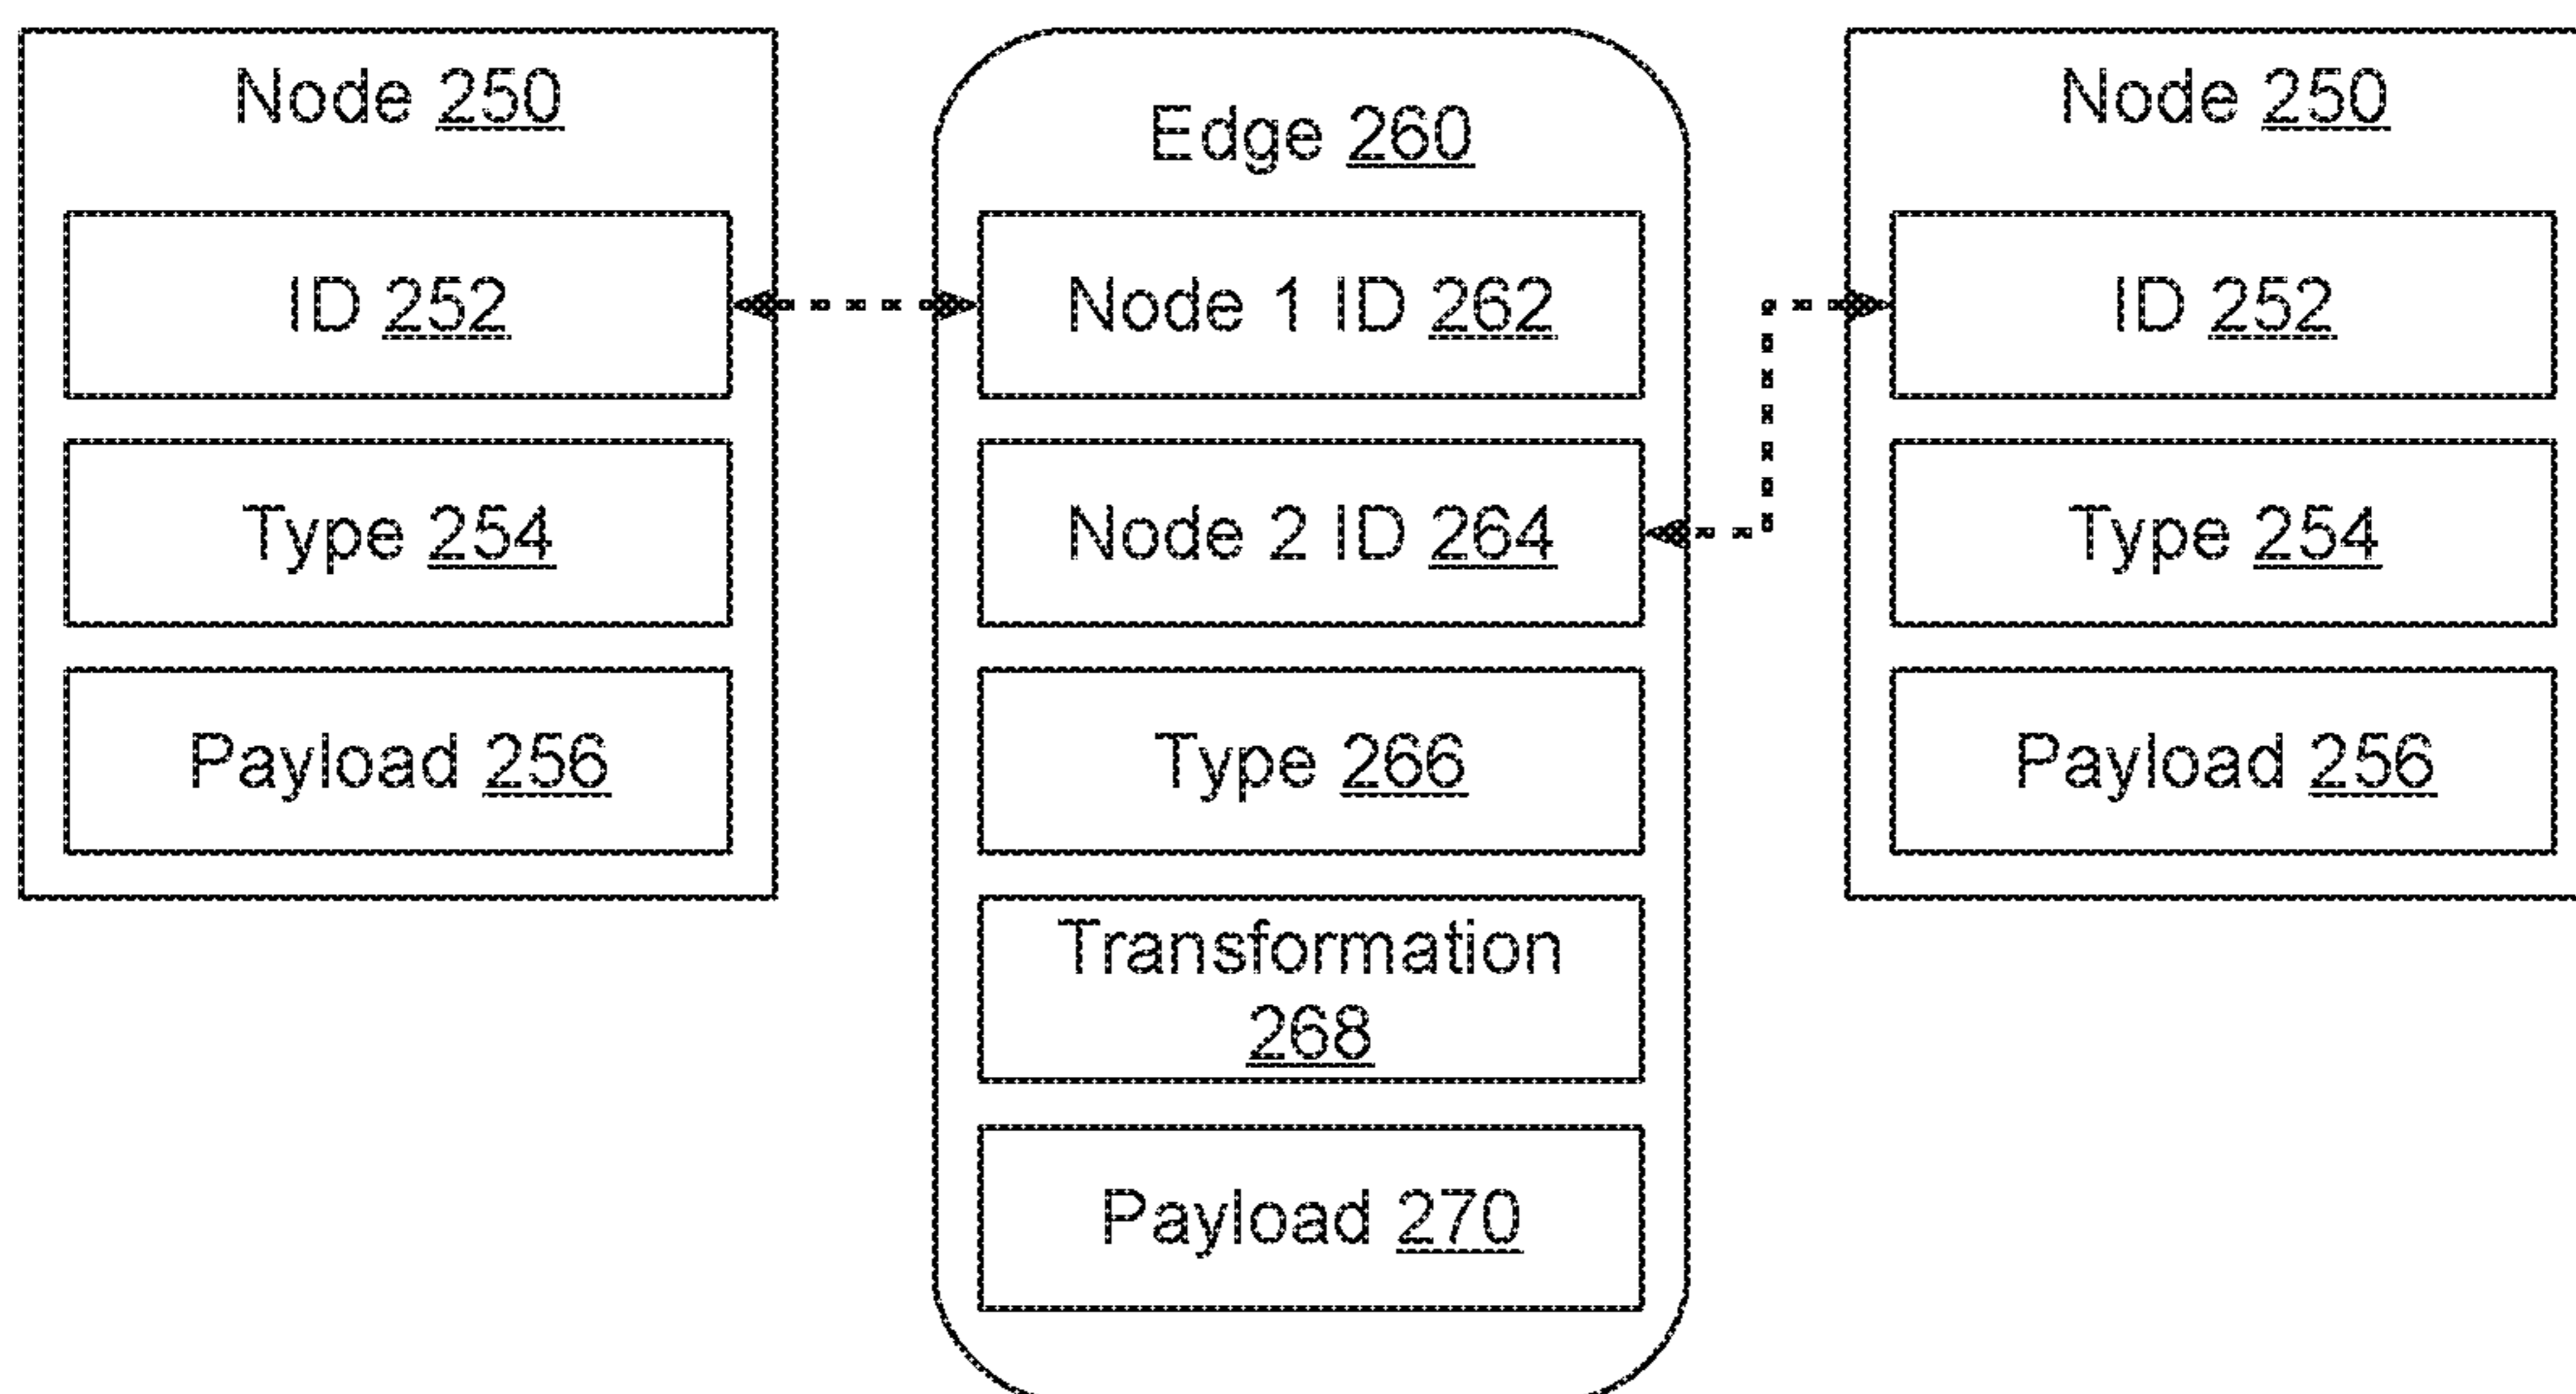 Node 250
ID 252
Type 254
Payload 256
Edge 260
Node 1 ID 262
Node 2 ID 264
Type 266
Transformation
268
Payload 270
Node 250
ID 252
Type 254
Payload 256